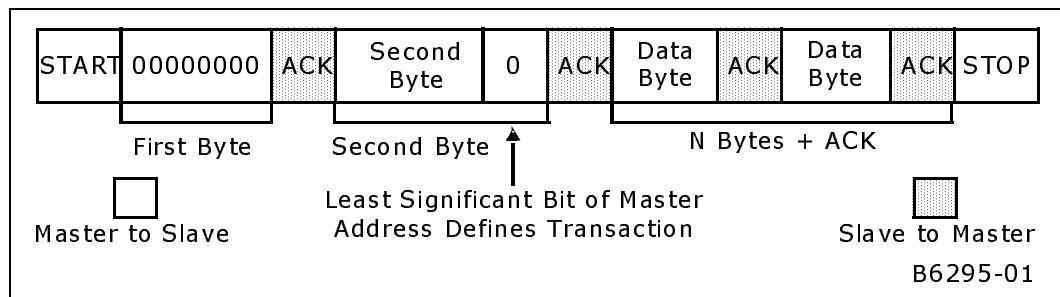 START 00000000 ACK Second Byte 0 ACK Data Byte ACK Data Byte ACK STOP
First Byte
Second Byte
N Bytes + ACK
Least Significant Bit of Master
Address Defines Transaction
Master to Slave
Slave to Master
B6295-01